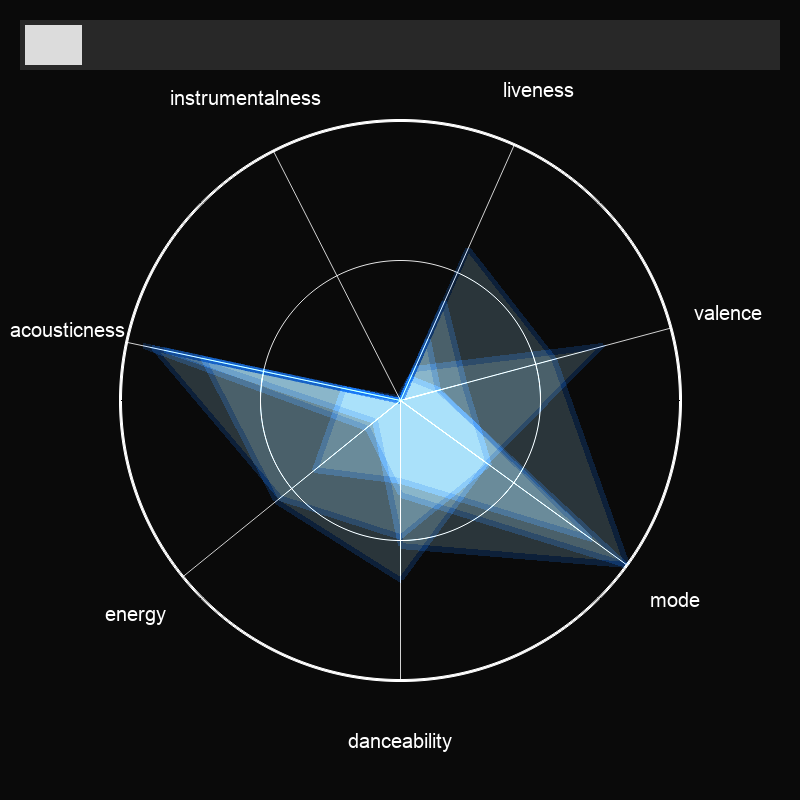 liveness
instrumentalness
valence
acousticness
mode
energy
danceability